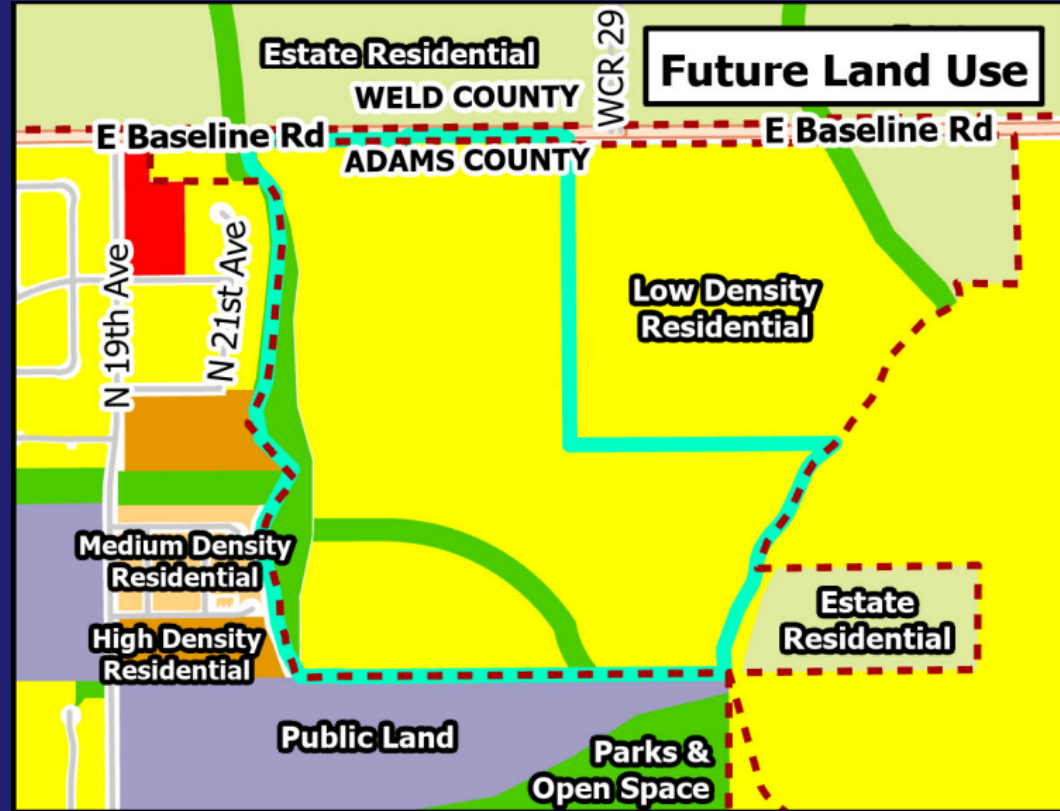 Estate Residential
WCR 29
Future Land Use
WELD COUNTY
E Baseline Rd
E Baseline Rd
ADAMS COUNTY
N 19th Ave
N 21st Ave
Low Density
Residential
Medium Density
Residential
High Density
Residential
Estate
Residential
Public Land
Parks &
Open Space